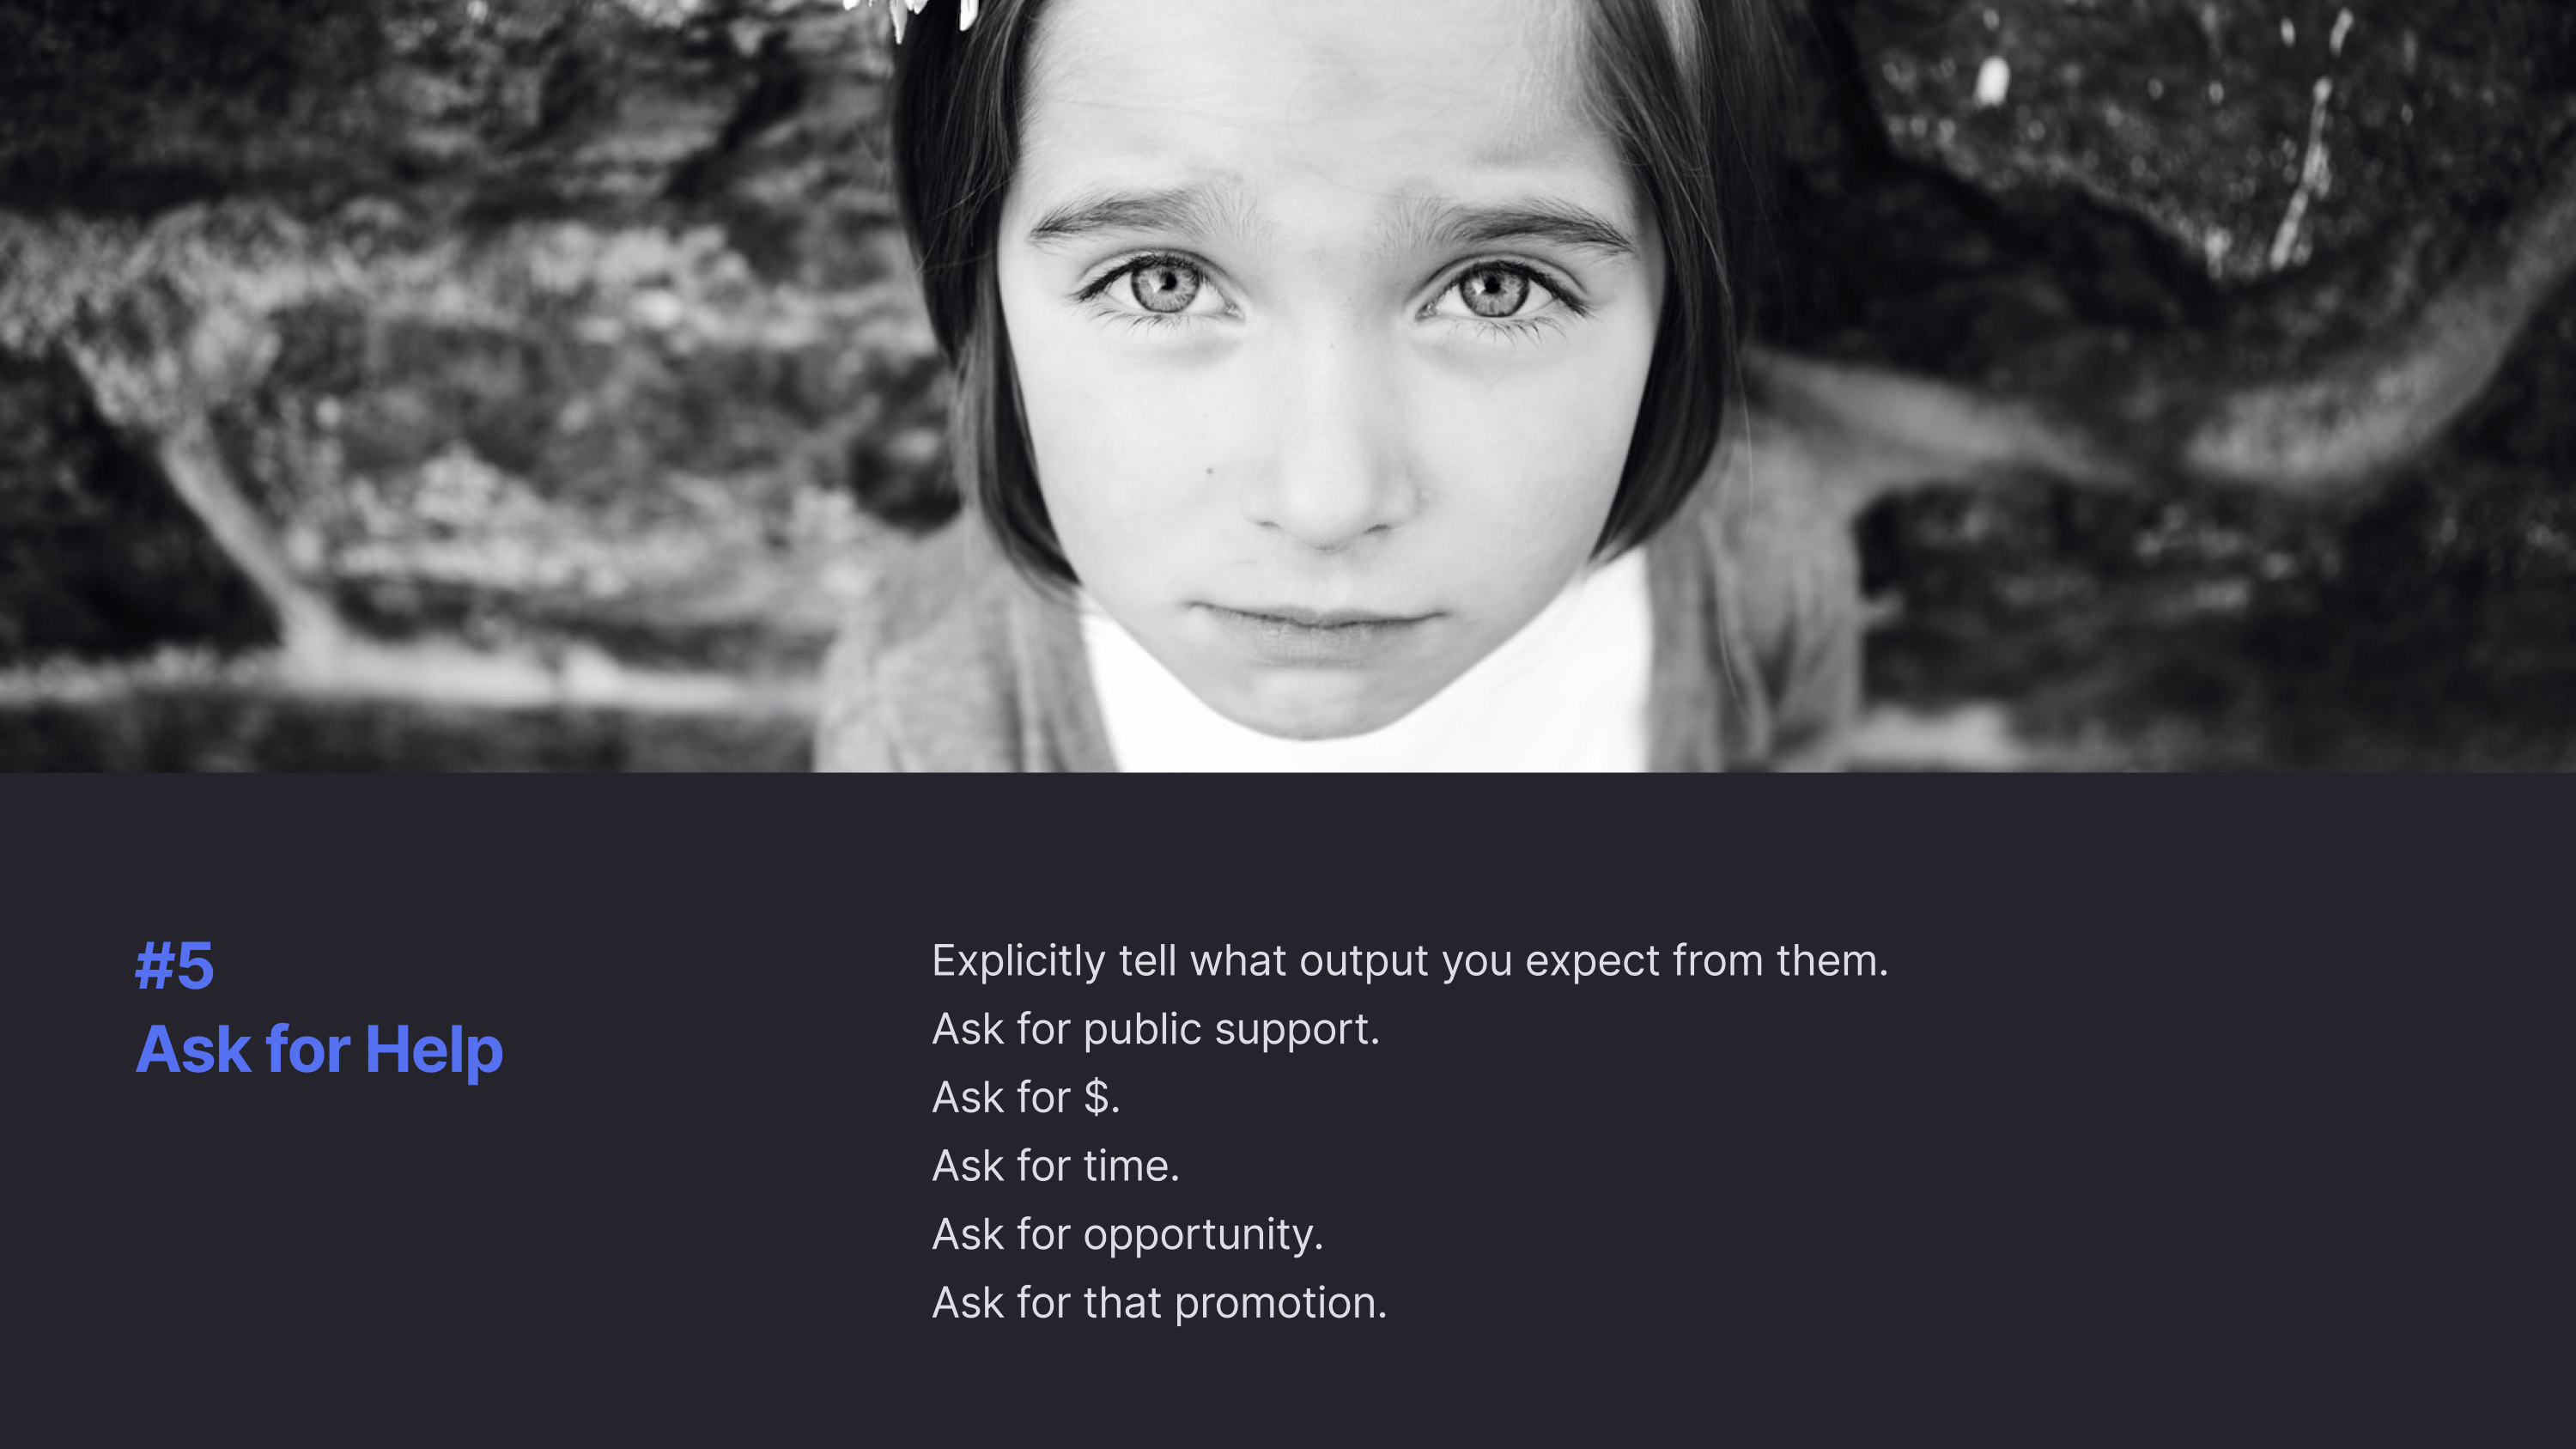 #5
Ask for Help
Explicitly tell what output you expect from them.
Ask for public support.
Ask for $.
Ask for time.
Ask for opportunity.
Ask for that promotion.